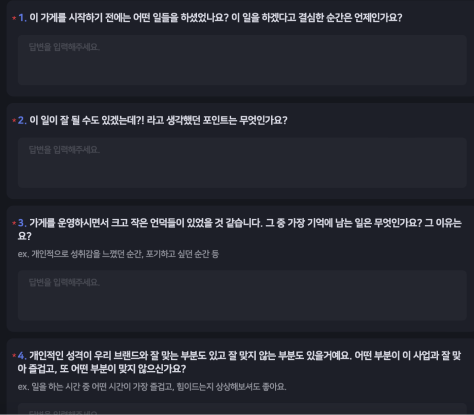 * 1. 이 가게를 시작하기 전에는 어떤 일들을 하셨었나요? 이 일을 하겠다고 결심한 순간은 언제인가요?
답변을 입력해주세요.
* 2. 이 일이 잘 될 수도 있겠는데?! 라고 생각했던 포인트는 무엇인가요?
답변을 입력해주세요.
* 3. 가게를 운영하시면서 크고 작은 언덕들이 있었을 것 같습니다. 그 중 가장 기억에 남는 일은 무엇인가요? 그 이유는
요?
ex. 개인적으로 성취감을 느꼈던 순간, 포기하고 싶던 순간 등
답변을 입력해주세요.
* 4. 개인적인 성격이 우리 브랜드와 잘 맞는 부분도 있고 잘 맞지 않는 부분도 있을거예요. 어떤 부분이 이 사업과 잘 맞
아 즐겁고, 또 어떤 부분이 맞지 않으신가요?
ex. 일을 하는 시간 중 어떤 시간이 가장 즐겁고, 힘이드는지 상상해보셔도 좋아요.